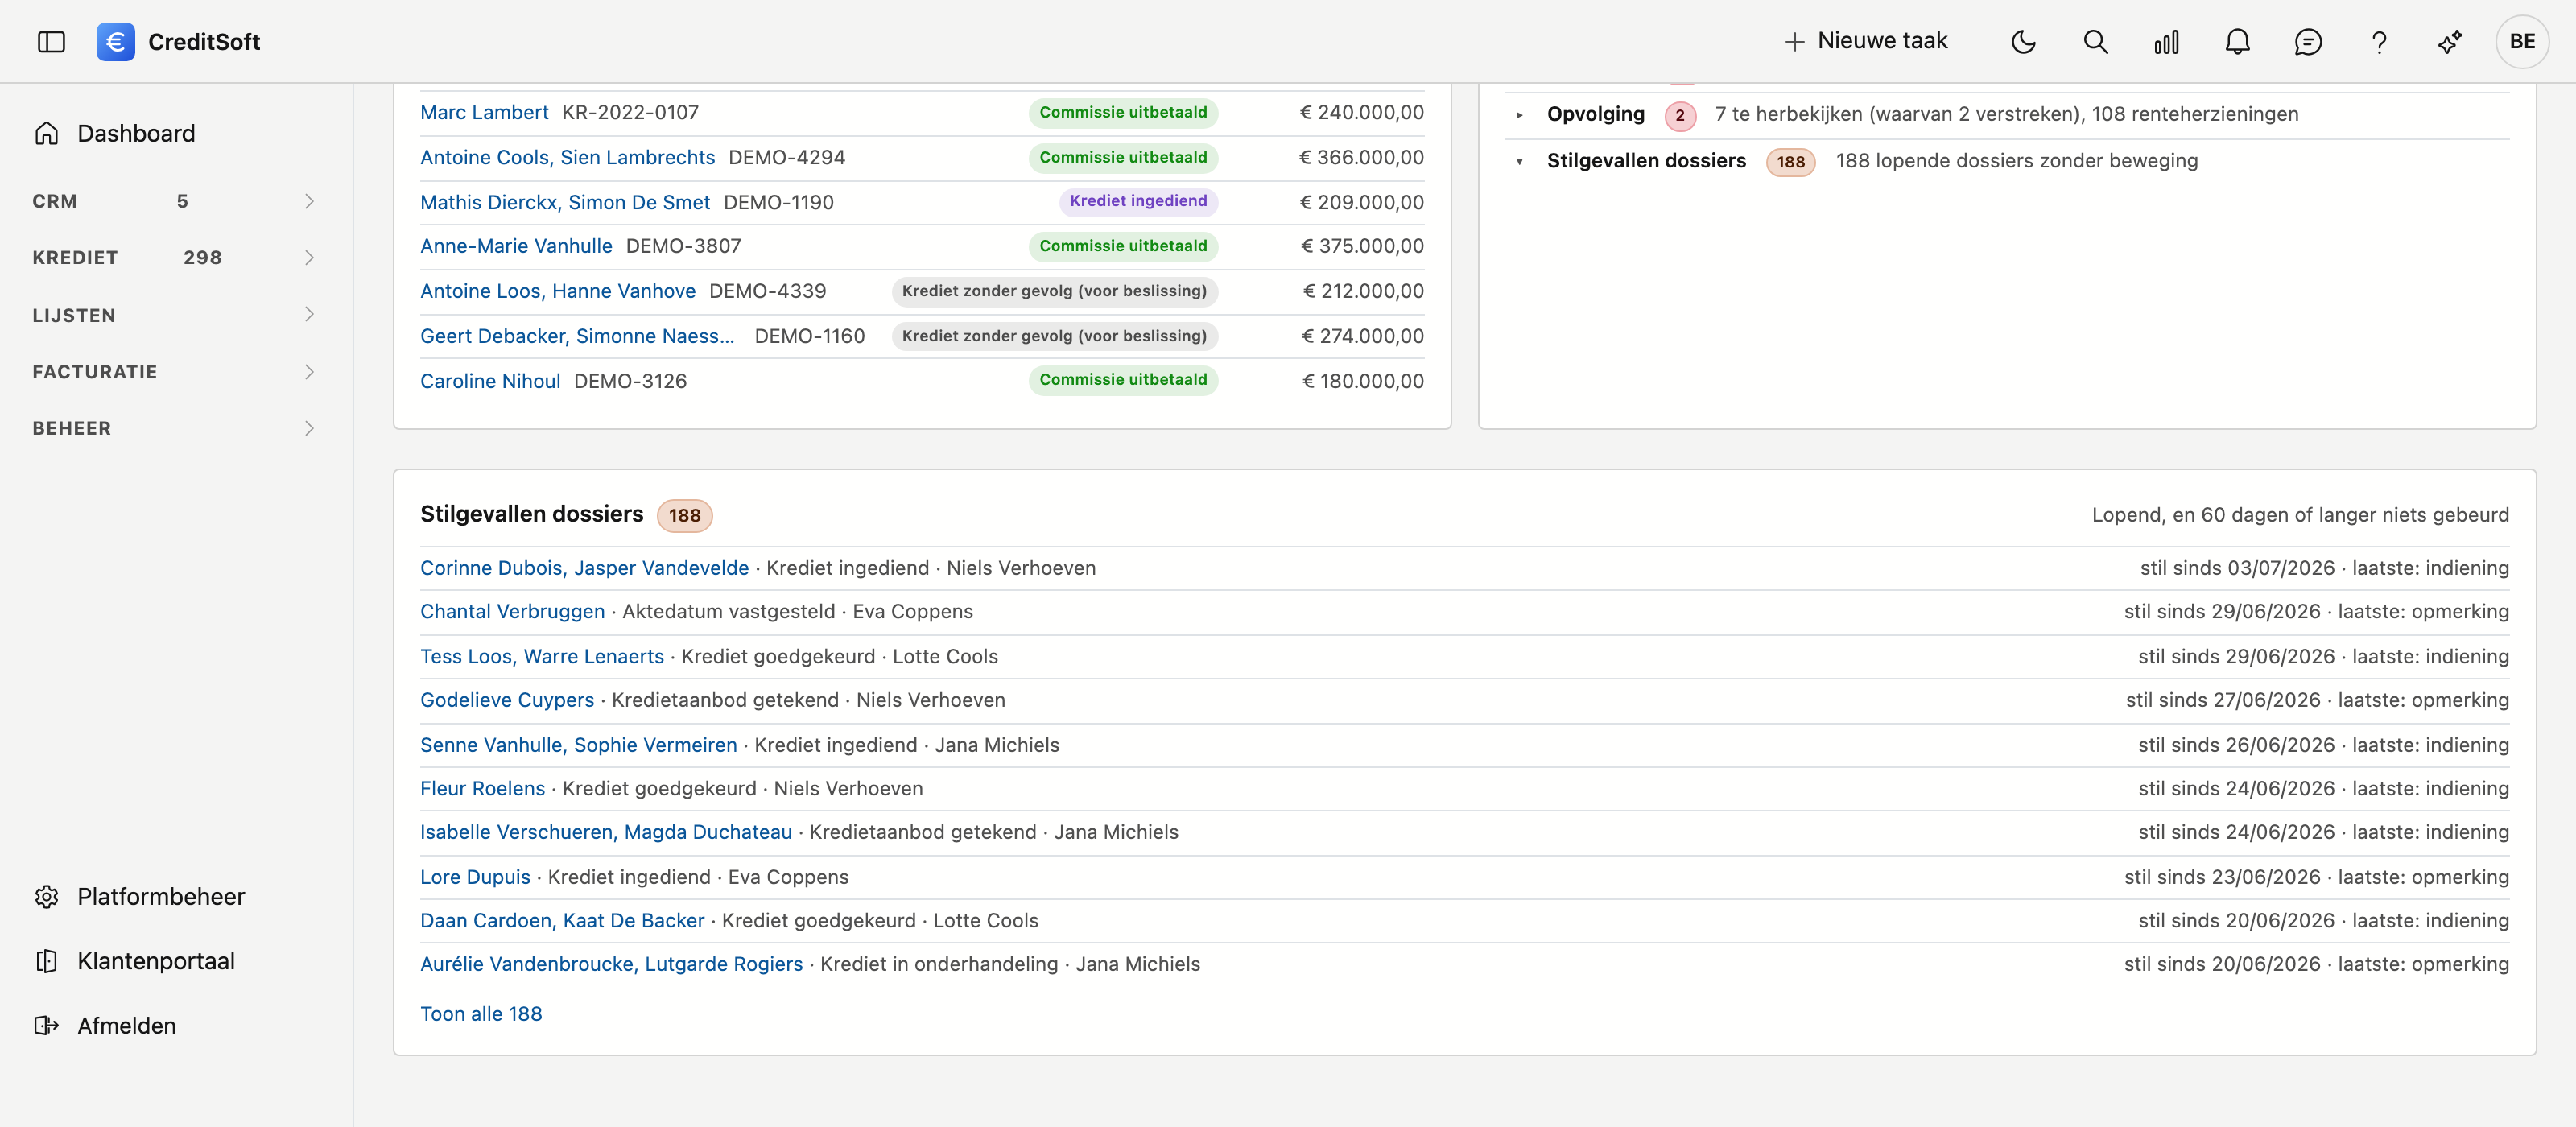 CreditSoft
Nieuwe taak
BE
Dashboard
CRM 5
KREDIET 298
LIJSTEN
FACTURATIE
BEHEER
Platformbeheer
Klantenportaal
Afmelden
Marc Lambert KR-2022-0107 Commissie uitbetaald € 240.000,00
Antoine Cools, Sien Lambrechts DEMO-4294 Commissie uitbetaald € 366.000,00
Mathis Dierckx, Simon De Smet DEMO-1190 Krediet ingediend € 209.000,00
Anne-Marie Vanhulle DEMO-3807 Commissie uitbetaald € 375.000,00
Antoine Loos, Hanne Vanhove DEMO-4339 Krediet zonder gevolg (voor beslissing) € 212.000,00
Geert Debacker, Simonne Naess... DEMO-1160 Krediet zonder gevolg (voor beslissing) € 274.000,00
Caroline Nihoul DEMO-3126 Commissie uitbetaald € 180.000,00
Opvolging 2 7 te herbekijken (waarvan 2 verstreken), 108 renteherzieningen
Stilgevallen dossiers 188 188 lopende dossiers zonder beweging
Stilgevallen dossiers 188 Lopend, en 60 dagen of langer niets gebeurd
Corinne Dubois, Jasper Vandevelde · Krediet ingediend · Niels Verhoeven stil sinds 03/07/2026 · laatste: indiening
Chantal Verbruggen · Aktedatum vastgesteld · Eva Coppens stil sinds 29/06/2026 · laatste: opmerking
Tess Loos, Warre Lenaerts · Krediet goedgekeurd · Lotte Cools stil sinds 29/06/2026 · laatste: indiening
Godelieve Cuypers · Kredietaanbod getekend · Niels Verhoeven stil sinds 27/06/2026 · laatste: opmerking
Senne Vanhulle, Sophie Vermeiren · Krediet ingediend · Jana Michiels stil sinds 26/06/2026 · laatste: indiening
Fleur Roelens · Krediet goedgekeurd · Niels Verhoeven stil sinds 24/06/2026 · laatste: indiening
Isabelle Verschueren, Magda Duchateau · Kredietaanbod getekend · Jana Michiels stil sinds 24/06/2026 · laatste: indiening
Lore Dupuis · Krediet ingediend · Eva Coppens stil sinds 23/06/2026 · laatste: opmerking
Daan Cardoen, Kaat De Backer · Krediet goedgekeurd · Lotte Cools stil sinds 20/06/2026 · laatste: indiening
Aurélie Vandenbroucke, Lutgarde Rogiers · Krediet in onderhandeling · Jana Michiels stil sinds 20/06/2026 · laatste: opmerking
Toon alle 188